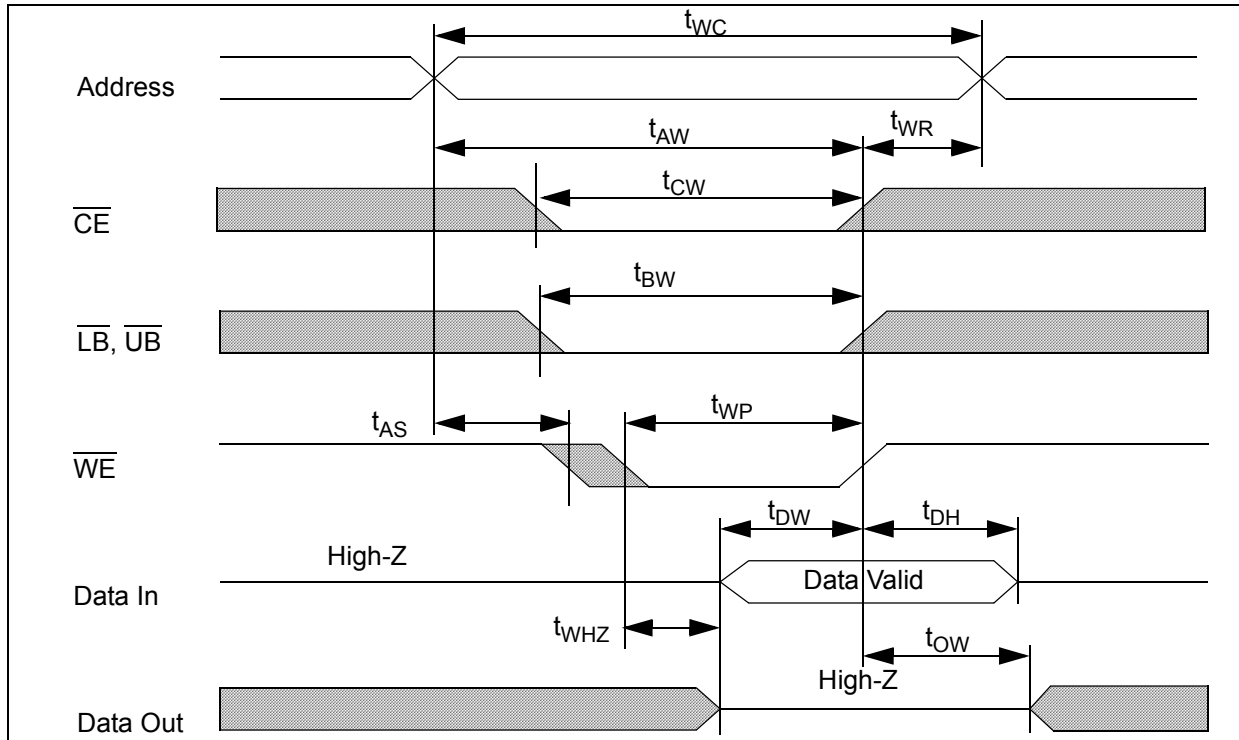 tWC
Address
tAW
tWR
tCW
CE
tBW
LB, UB
tAS
tWP
WE
tDW
tDH
High-Z
Data Valid
Data In
tWHZ
tOW
High-Z
Data Out